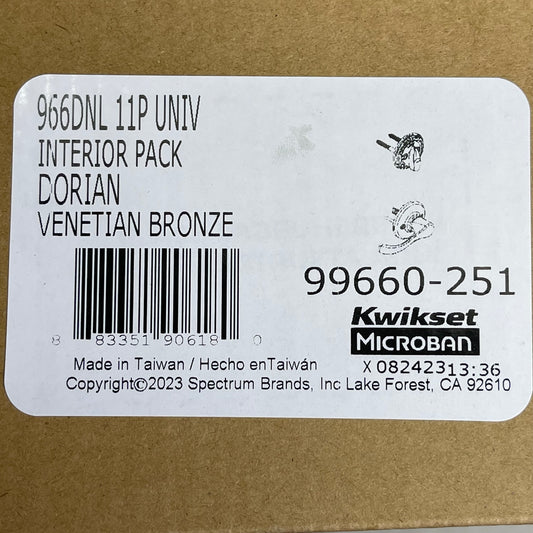 966DNL 11P UNIV
INTERIOR PACK
DORIAN
VENETIAN BRONZE
99660-251
8 83351 90618 0
Kwikset
MICROBAN
Made in Taiwan / Hecho enTaiwán
X 08242313:36
Copyright©2023 Spectrum Brands, Inc Lake Forest, CA 92610